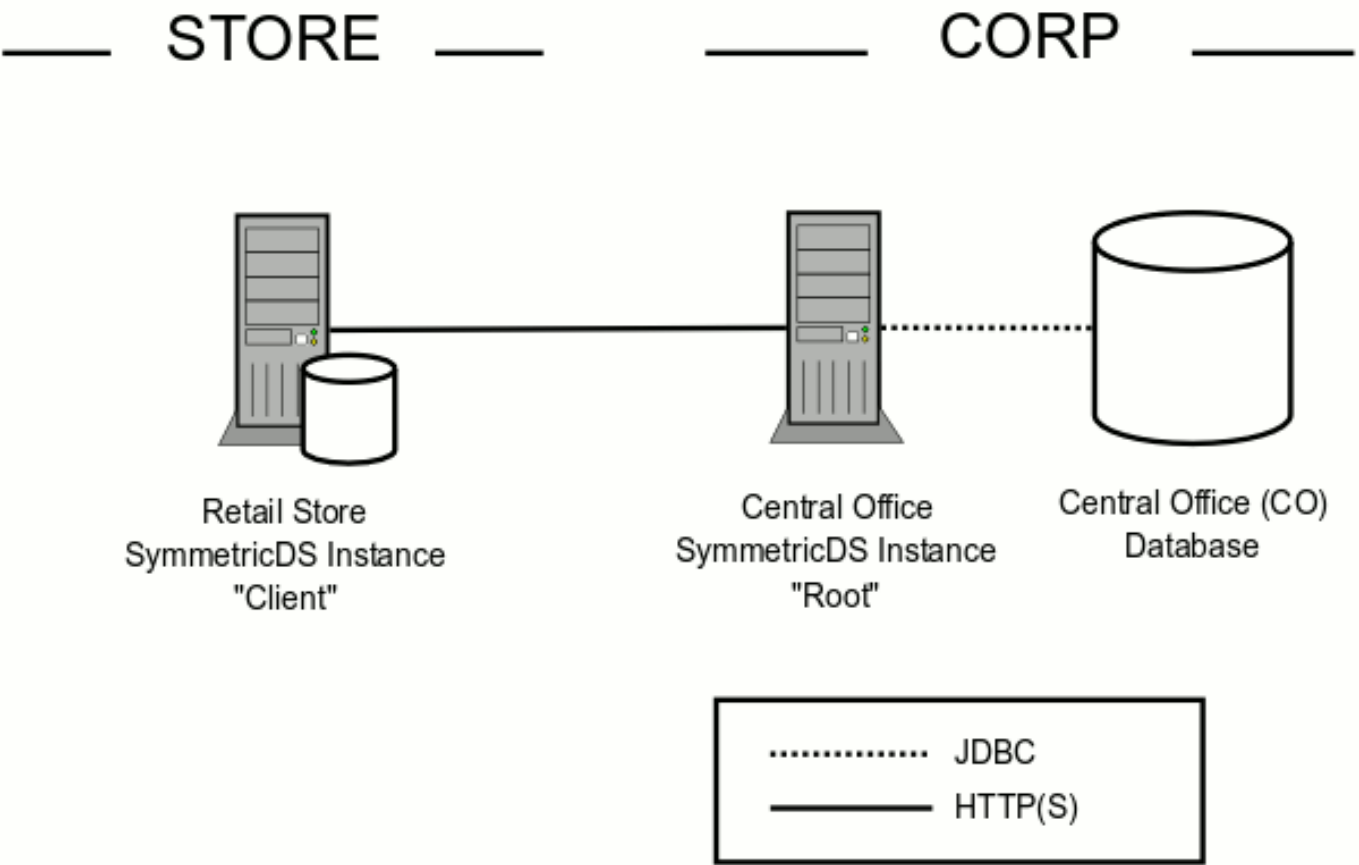 STORE
CORP
Retail Store
SymmetricDS Instance
"Client"
Central Office
SymmetricDS Instance
"Root"
Central Office (CO)
Database
JDBC
HTTP(S)